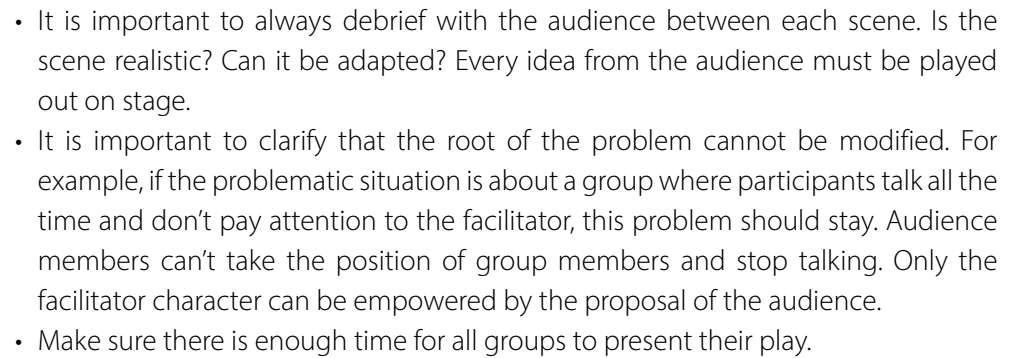 • It is important to always debrief with the audience between each scene. Is the
scene realistic? Can it be adapted? Every idea from the audience must be played
out on stage.
• It is important to clarify that the root of the problem cannot be modified. For
example, if the problematic situation is about a group where participants talk all the
time and don’t pay attention to the facilitator, this problem should stay. Audience
members can’t take the position of group members and stop talking. Only the
facilitator character can be empowered by the proposal of the audience.
• Make sure there is enough time for all groups to present their play.